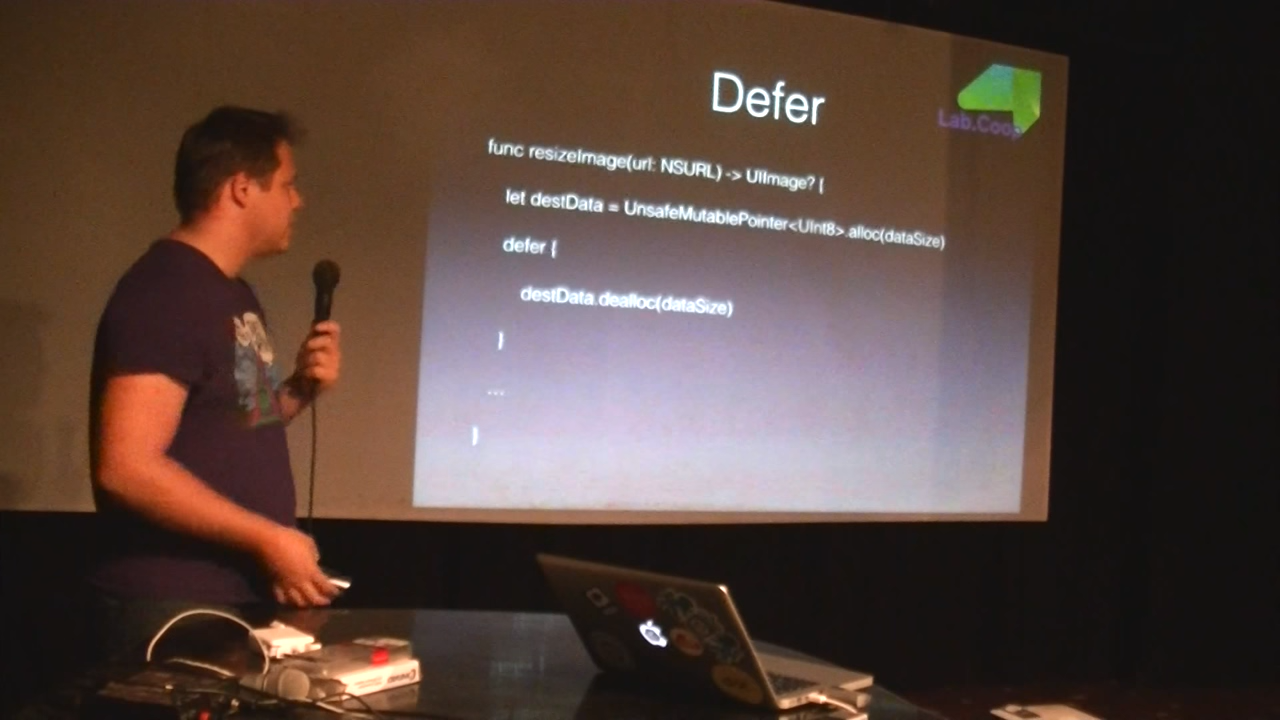 Defer
Lab.Coop
func resizeImage(url: NSURL) -> UIImage? {
let destData = UnsafeMutablePointer<UInt8>.alloc(dataSize)
defer {
destData.dealloc(dataSize)
}
...
}